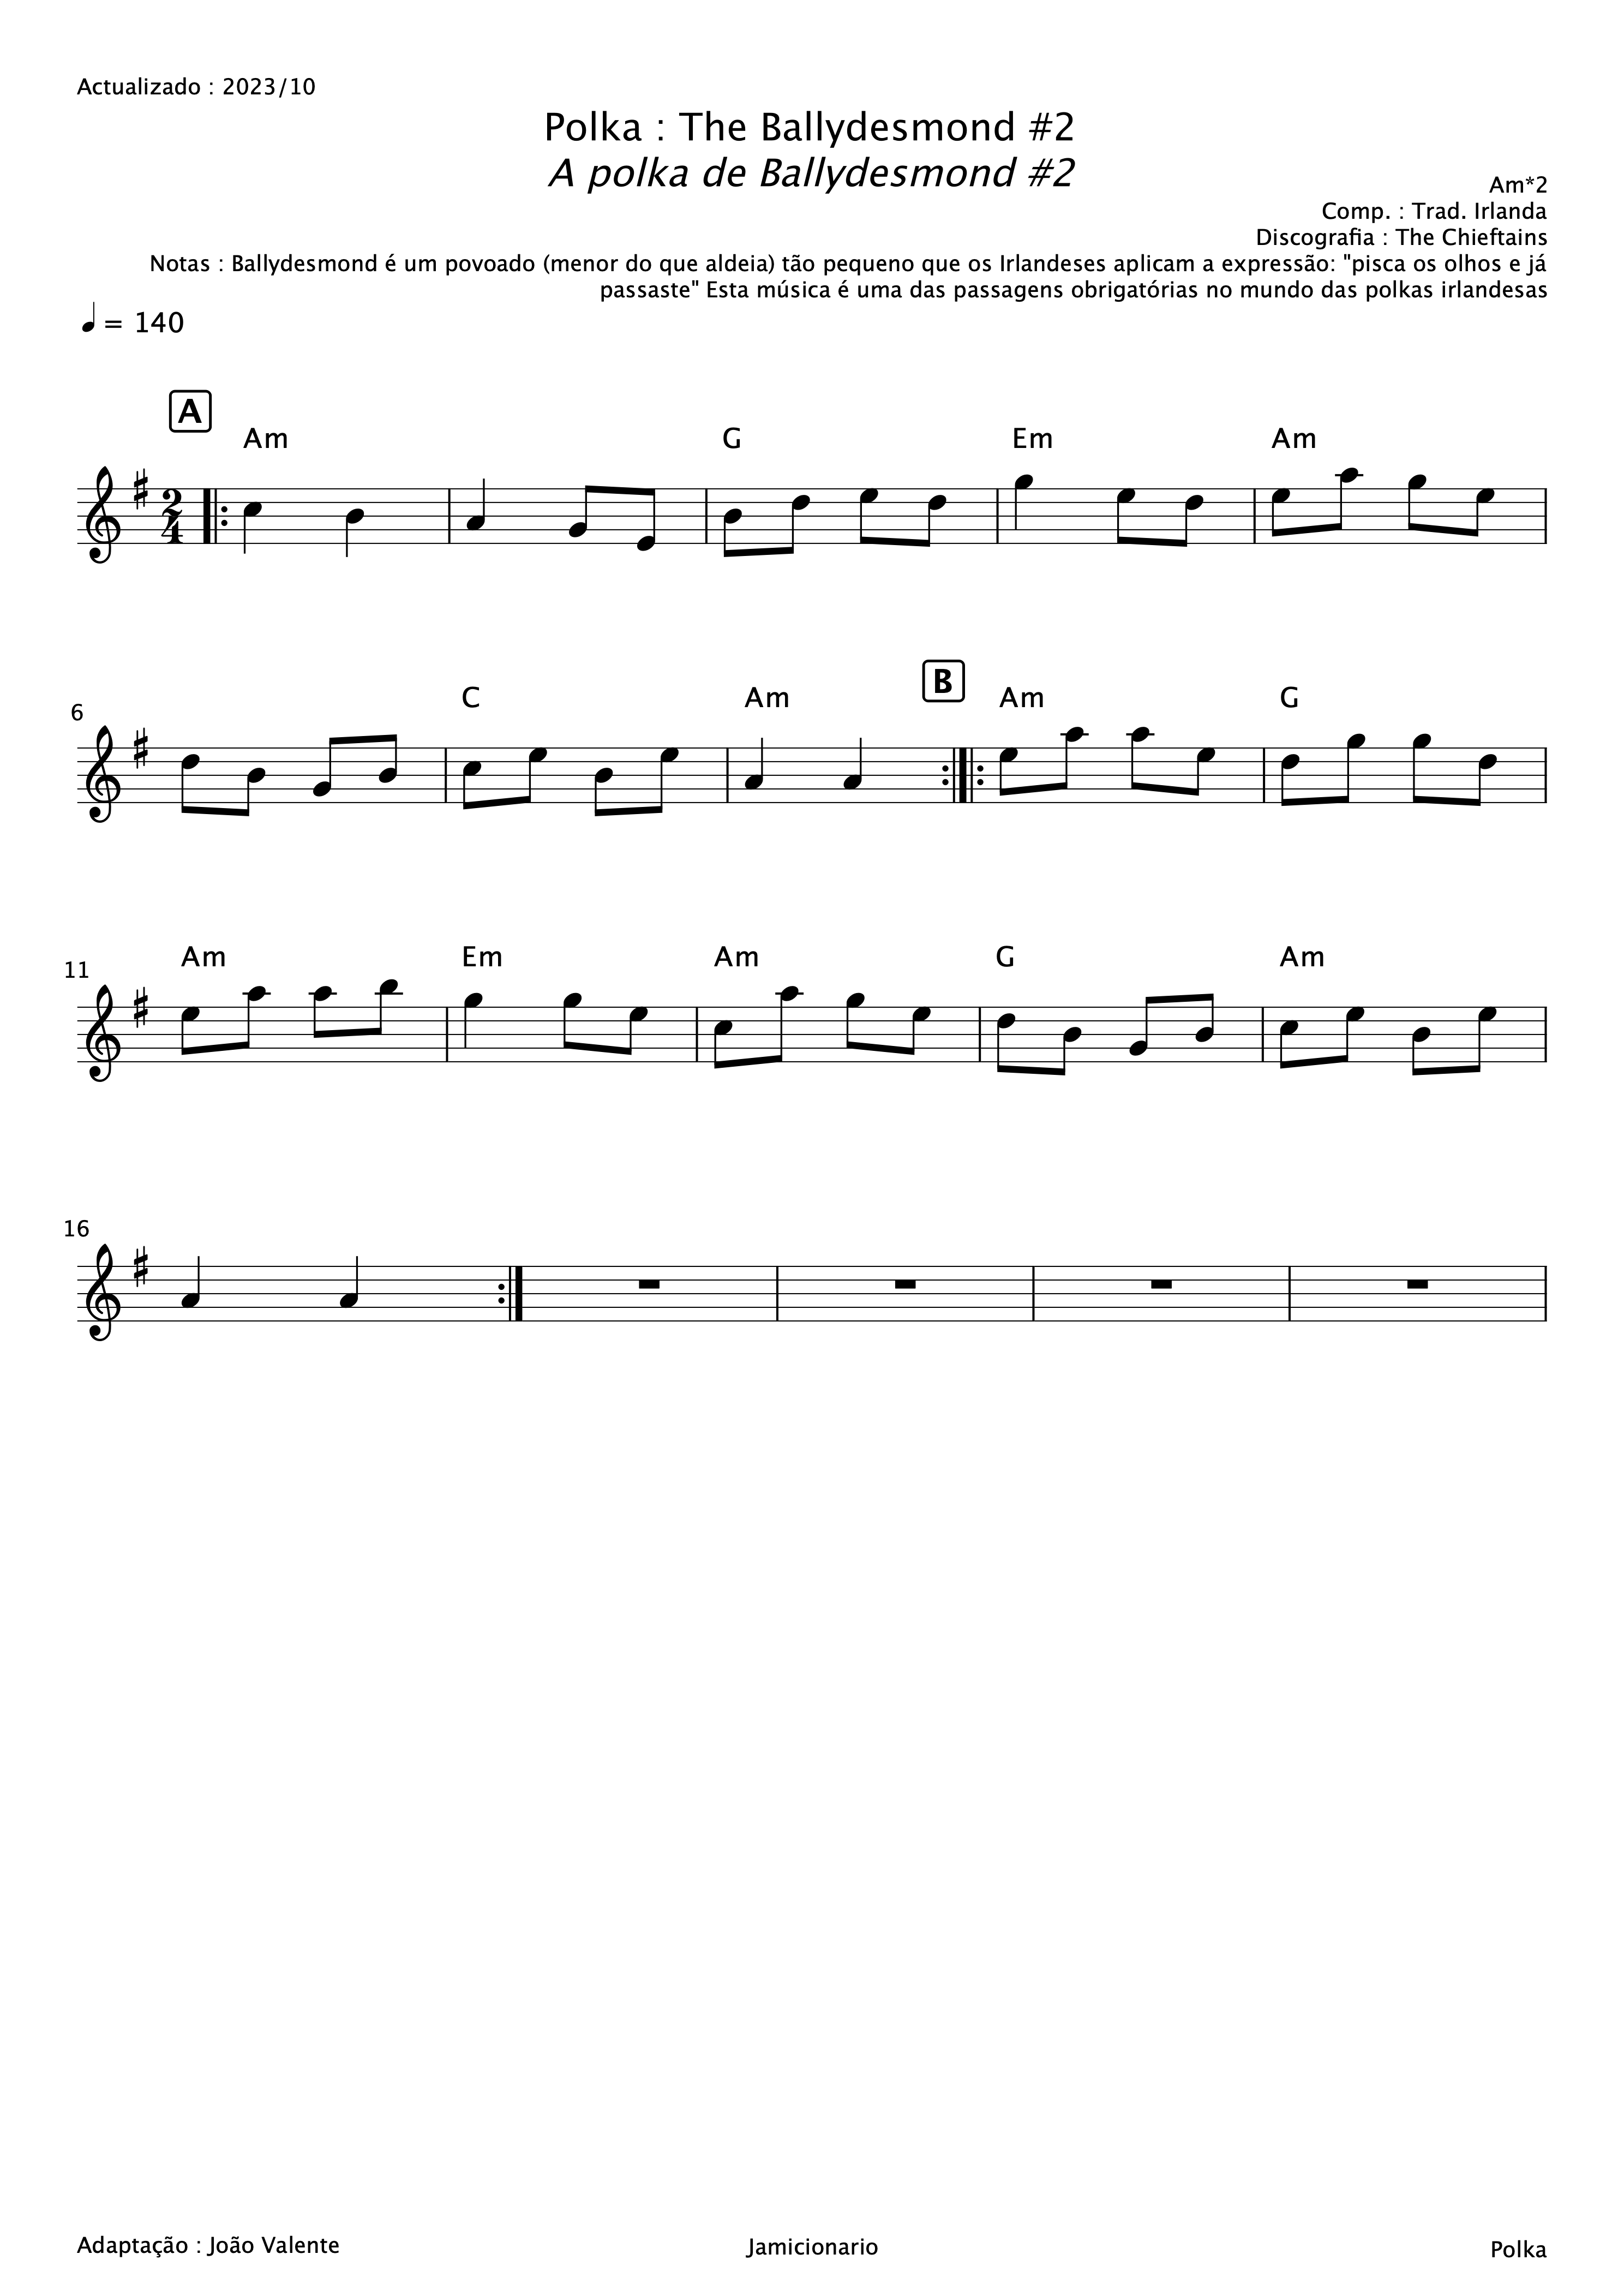 Actualizado : 2023/10
Polka : The Ballydesmond #2
A polka de Ballydesmond #2
Am*2
Comp. : Trad. Irlanda
Discografia : The Chieftains
Notas : Ballydesmond é um povoado (menor do que aldeia) tão pequeno que os Irlandeses aplicam a expressão: "pisca os olhos e já
passaste" Esta música é uma das passagens obrigatórias no mundo das polkas irlandesas
= 140
A
Am G Em Am
2
4
B
6 C Am Am G
11 Am Em Am G Am
16
Adaptação : João Valente Jamicionario Polka